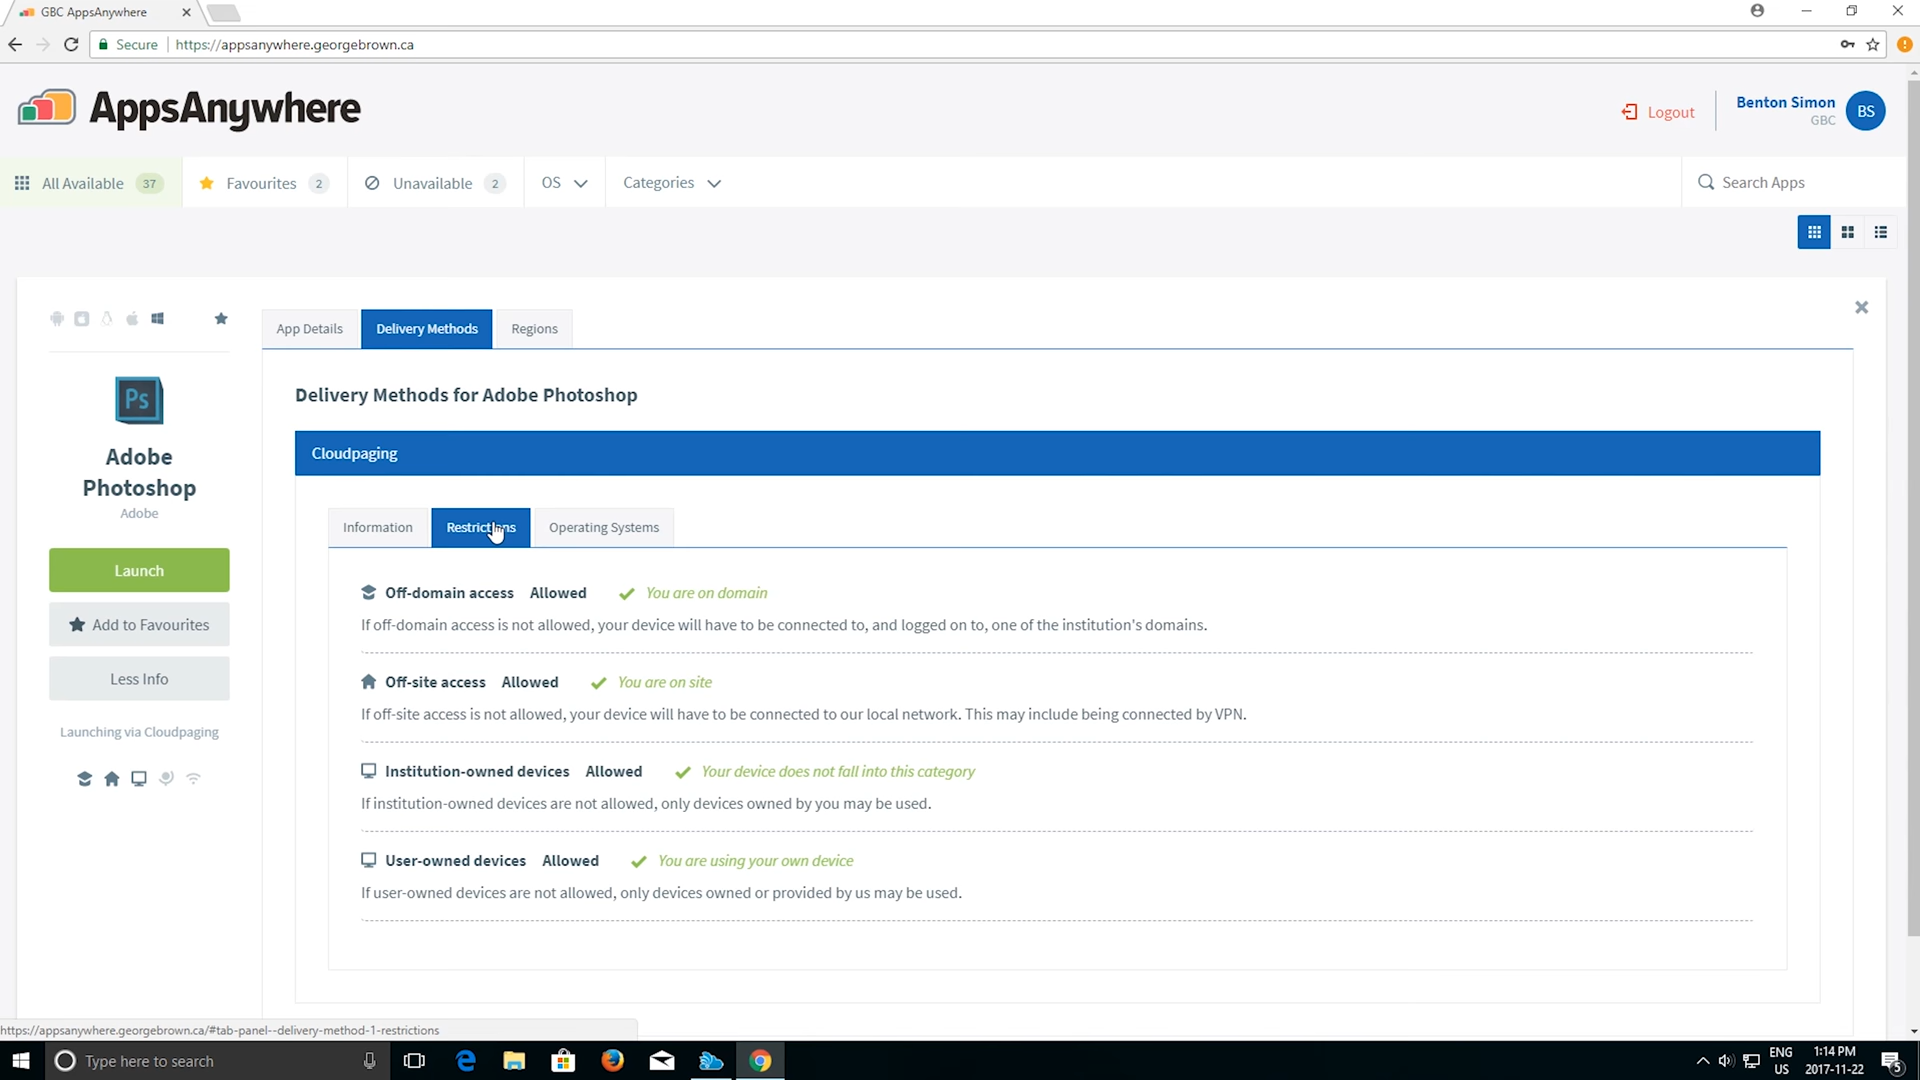 GBC AppsAnywhere
Secure https://appsanywhere.georgebrown.ca
AppsAnywhere
Logout
Benton Simon
GBC
BS
All Available 37
Favourites 2
Unavailable 2
OS
Categories
Search Apps
App Details
Delivery Methods
Regions
Delivery Methods for Adobe Photoshop
Ps
Adobe
Photoshop
Adobe
Launch
Add to Favourites
Less Info
Launching via Cloudpaging
Cloudpaging
Information
Restrictions
Operating Systems
Off-domain access Allowed You are on domain
If off-domain access is not allowed, your device will have to be connected to, and logged on to, one of the institution's domains.
Off-site access Allowed You are on site
If off-site access is not allowed, your device will have to be connected to our local network. This may include being connected by VPN.
Institution-owned devices Allowed Your device does not fall into this category
If institution-owned devices are not allowed, only devices owned by you may be used.
User-owned devices Allowed You are using your own device
If user-owned devices are not allowed, only devices owned or provided by us may be used.
https://appsanywhere.georgebrown.ca/#tab-panel--delivery-method-1-restrictions
Type here to search
ENG
US
1:14 PM
2017-11-22
5